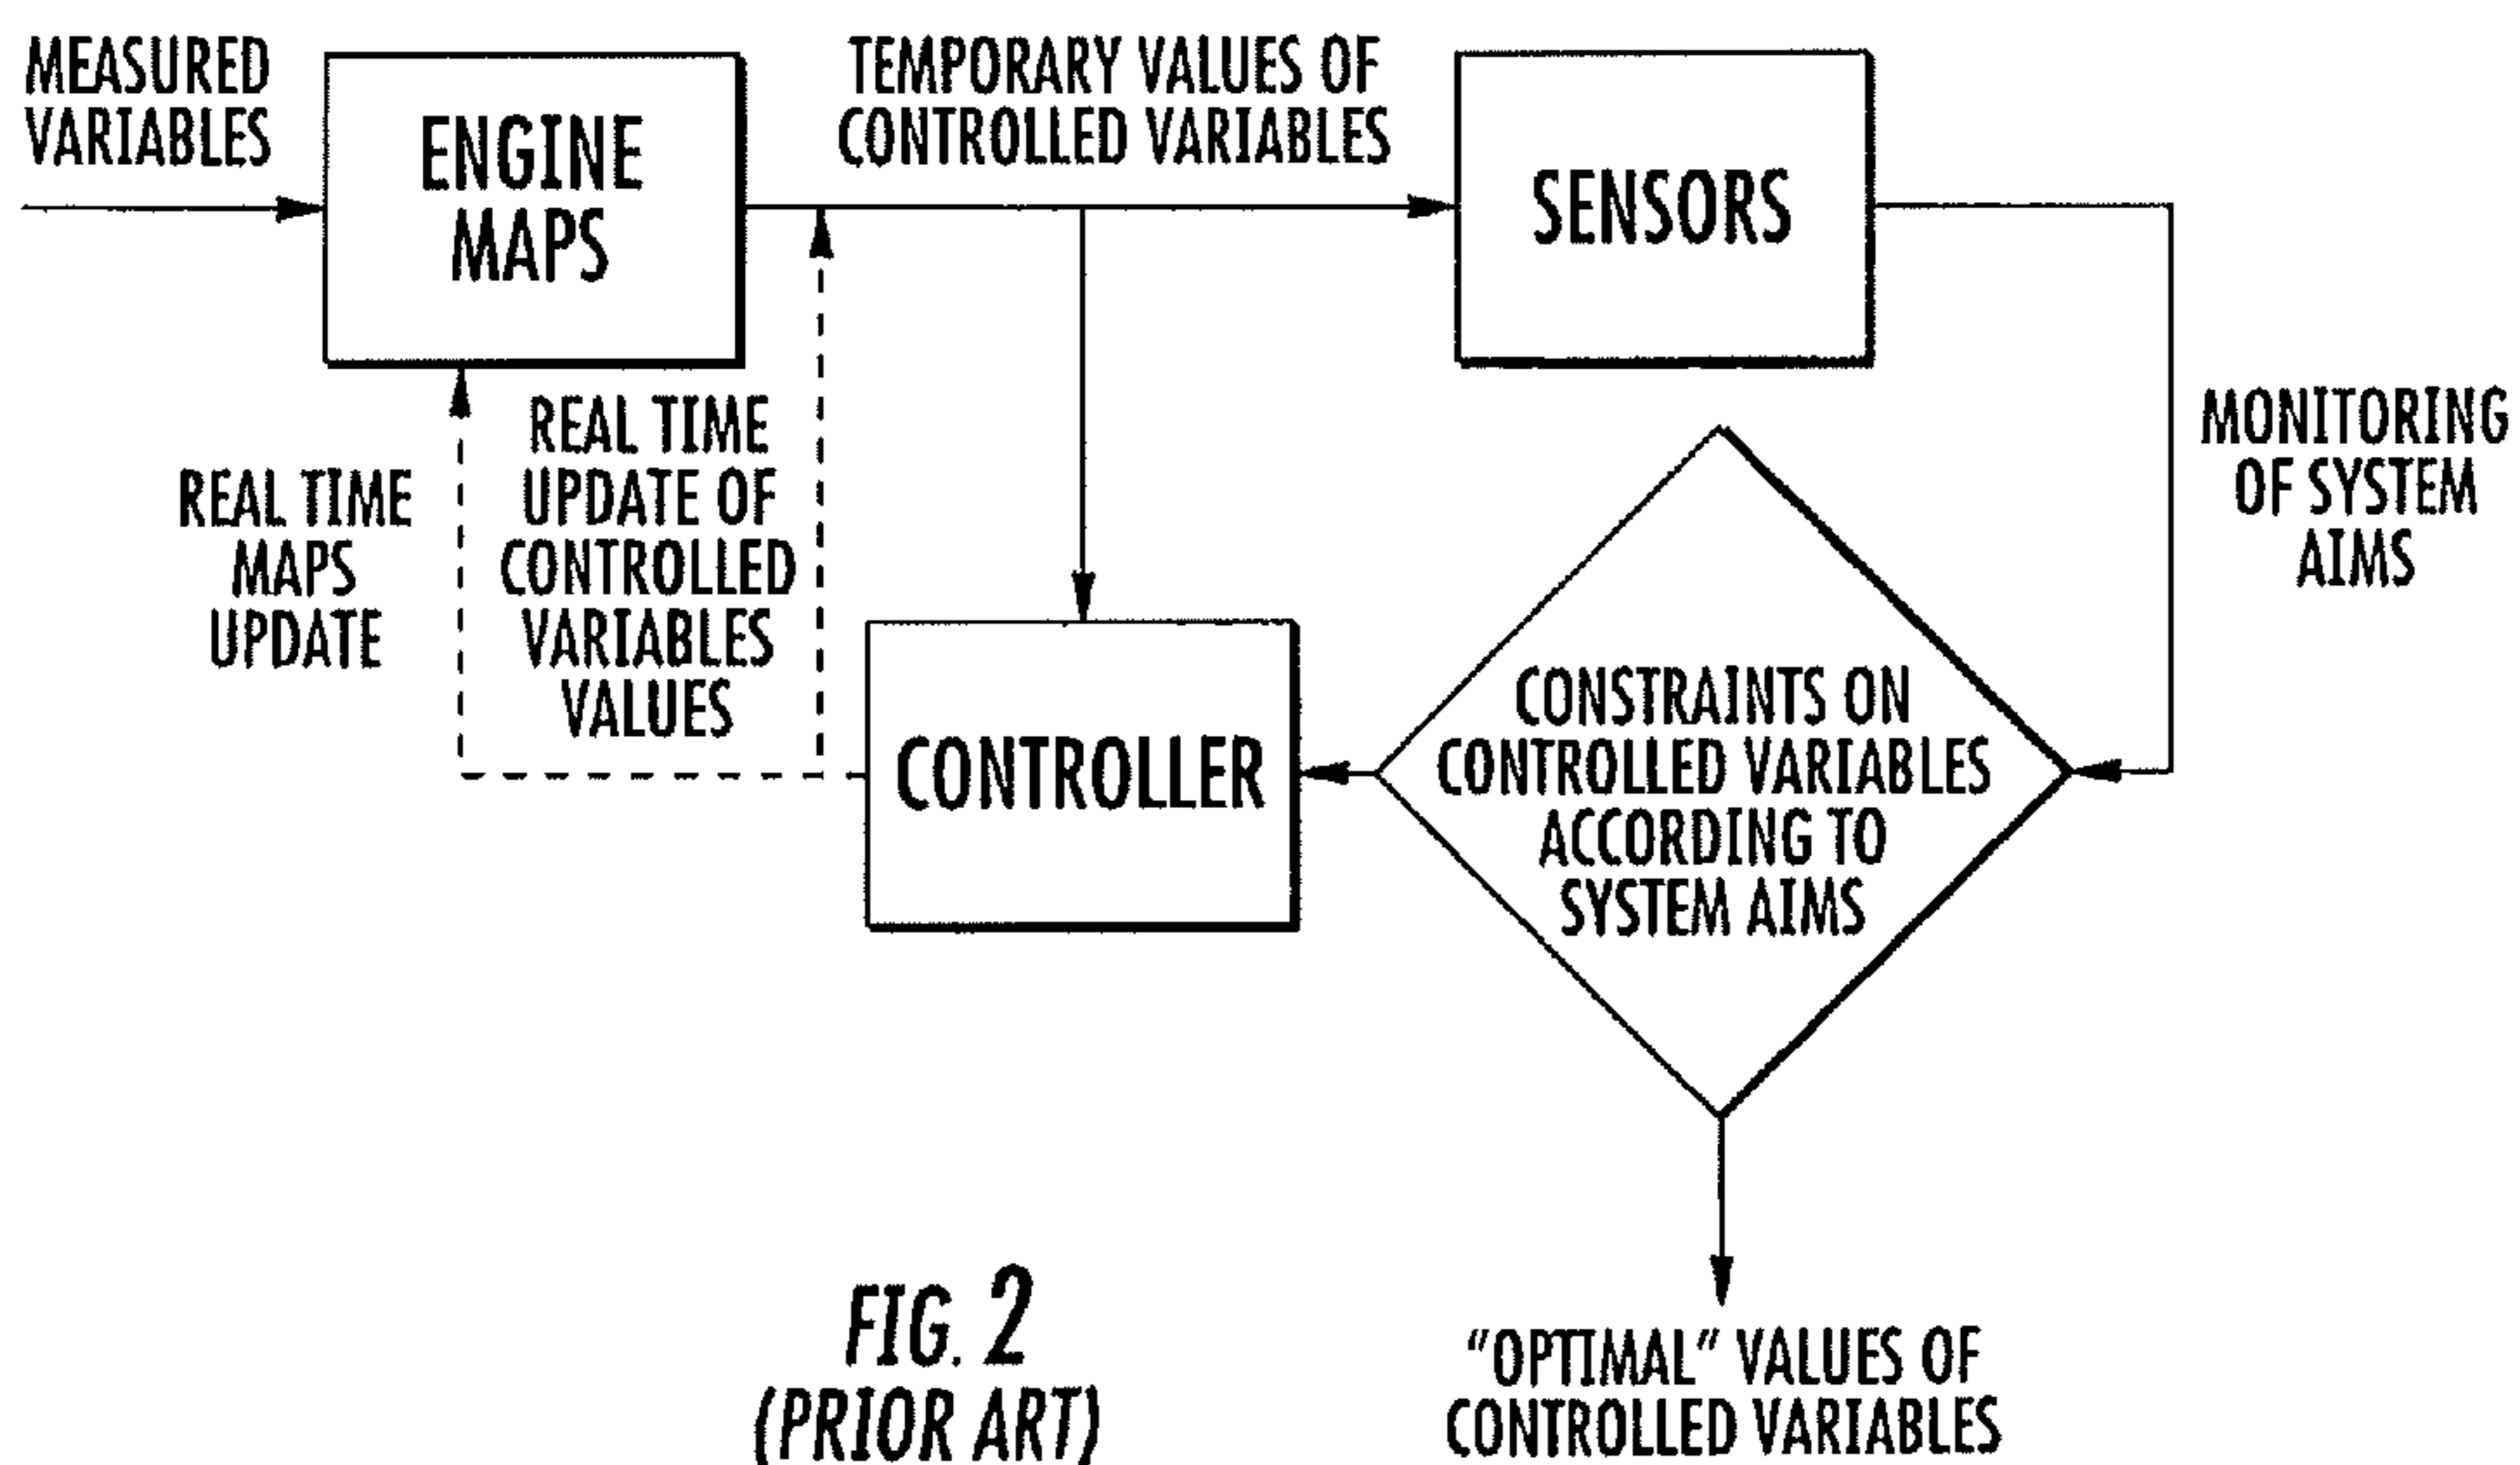 MEASURED
VARIABLES
ENGINE
MAPS
TEMPORARY VALUES OF
CONTROLLED VARIABLES
SENSORS
MONITORING
OF SYSTEM
AIMS
REAL TIME
MAPS
UPDATE
REAL TIME
UPDATE OF
CONTROLLED
VARIABLES
VALUES
CONTROLLER
CONSTRAINTS ON
CONTROLLED VARIABLES
ACCORDING TO
SYSTEM AIMS
"OPTIMAL" VALUES OF
CONTROLLED VARIABLES
FIG. 2
(PRIOR ART)